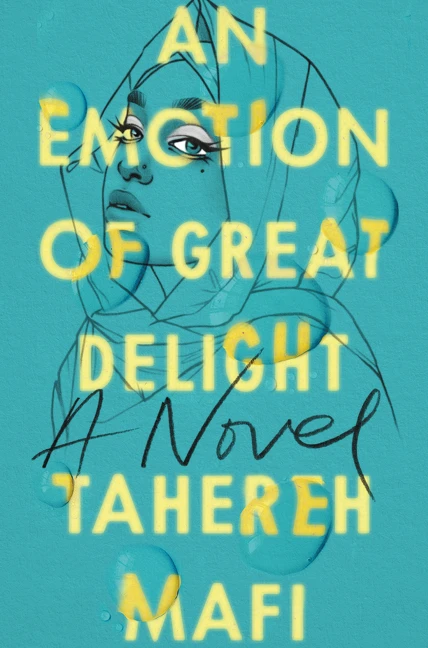 AN
EMOTION
OF GREAT
DELIGHT
A Novel
TAHEREH
MAFI